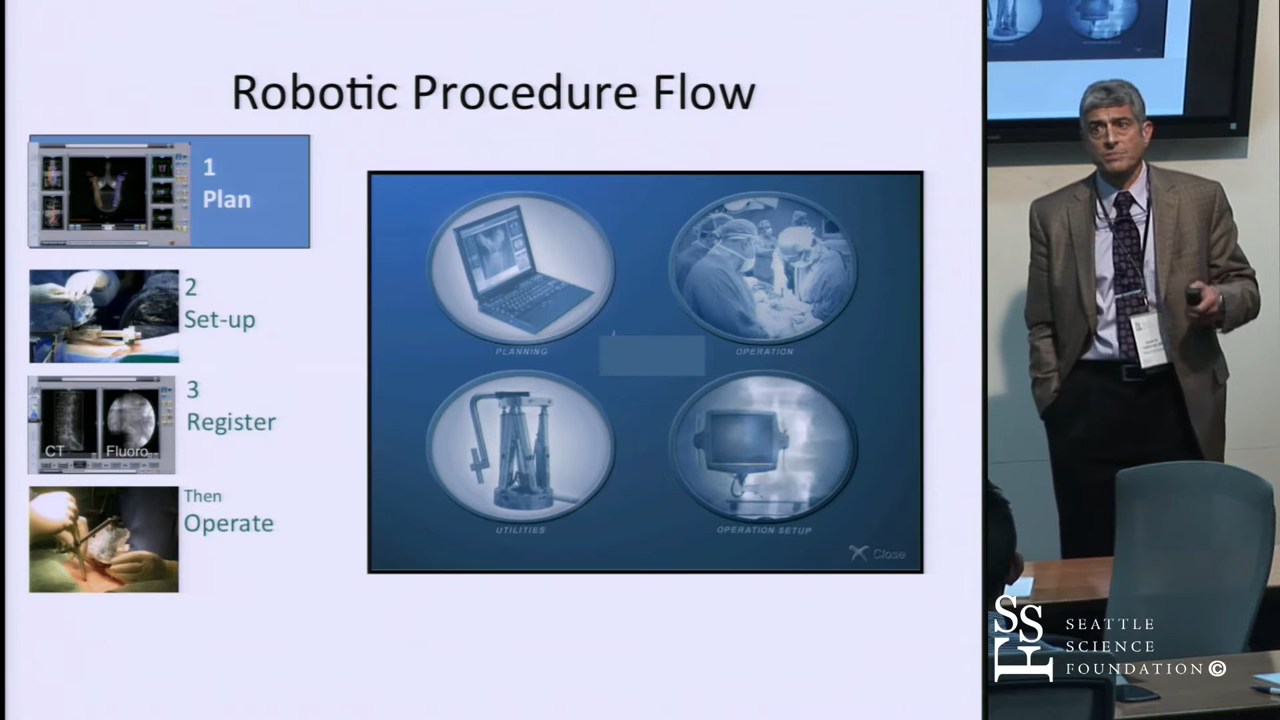 Robotic Procedure Flow
1
Plan
2
Set-up
3
Register
CT
Fluoro
Then
Operate
PLANNING
OPERATION
UTILITIES
OPERATION SETUP
Close
SSF
SEATTLE
SCIENCE
FOUNDATION©